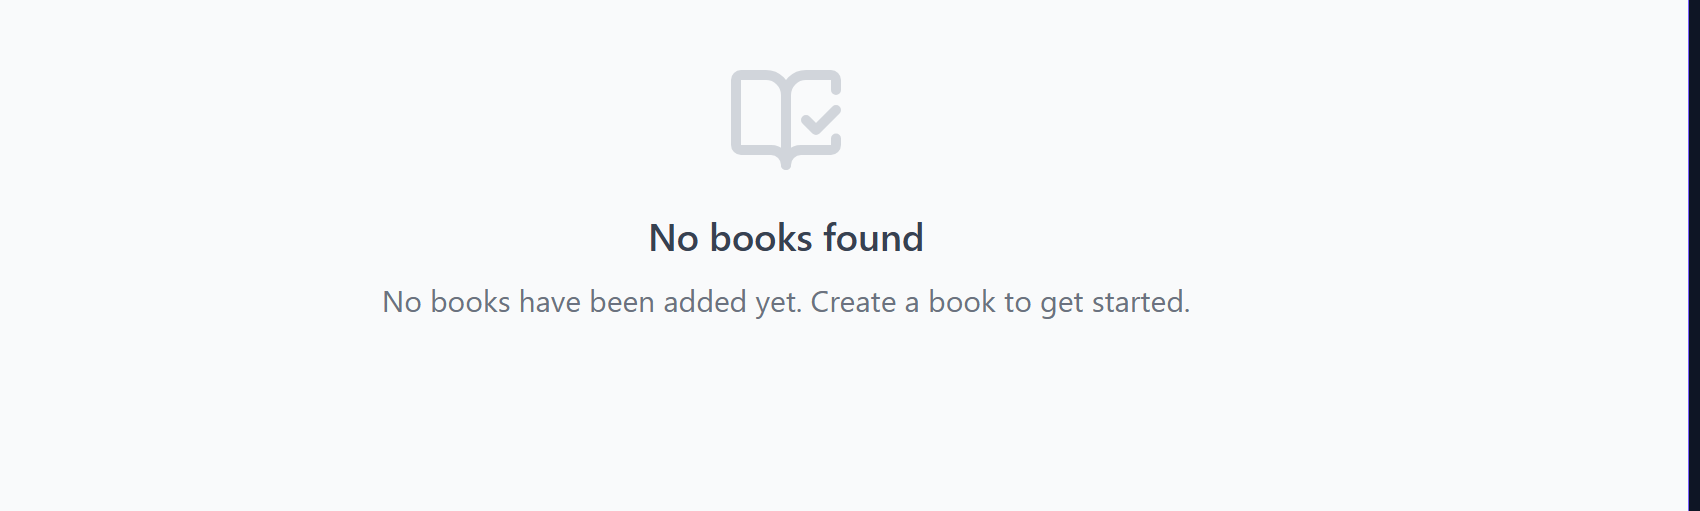 No books found
No books have been added yet. Create a book to get started.